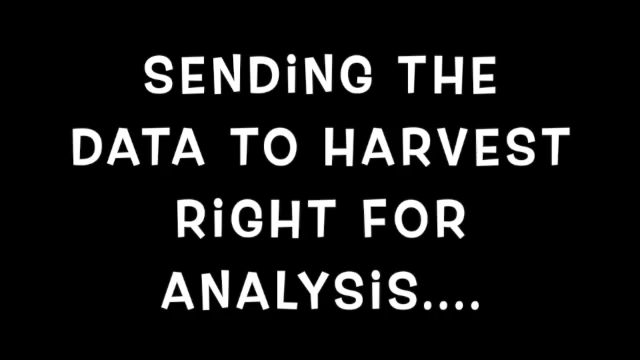 SENDiNG THE
DATA TO HARVEST
RiGHT FOR
ANALYSiS....